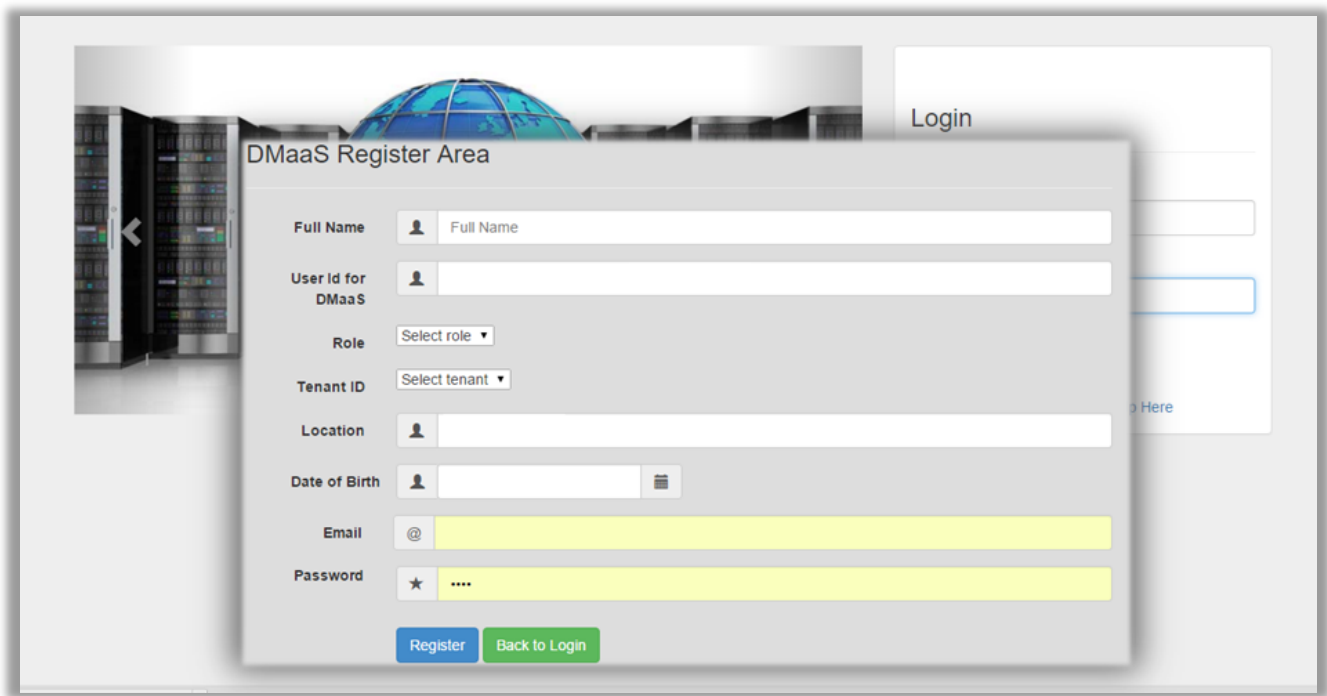 Login
DMaaS Register Area
Full Name
Full Name
User Id for
DMaaS
Role
Select role
Tenant ID
Select tenant
Location
Date of Birth
Email
@
Password
Here
Register
Back to Login